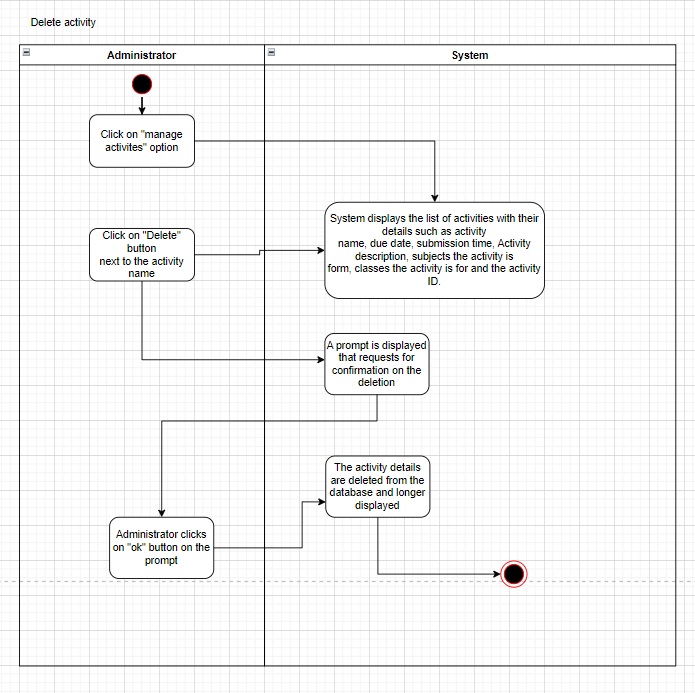 Delete activity
Administrator
System
Click on "manage
activites" option
System displays the list of activities with their
details such as activity
name, due date, submission time, Activity
description, subjects the activity is
form, classes the activity is for and the activity
ID.
Click on "Delete"
button
next to the activity
name
A prompt is displayed
that requests for
confirmation on the
deletion
The activity details
are deleted from the
database and longer
displayed
Administrator clicks
on "ok" button on the
prompt